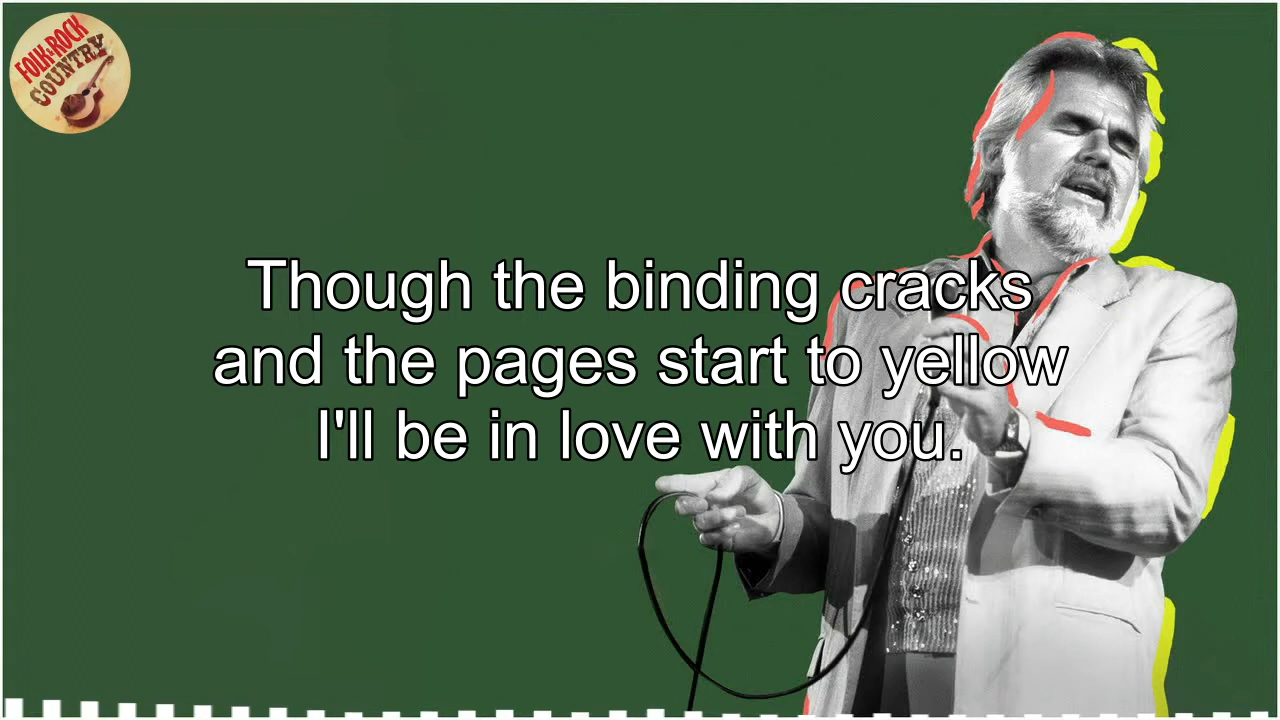 FOLK&ROCK
COUNTRY
Though the binding cracks
and the pages start to yellow
I'll be in love with you.